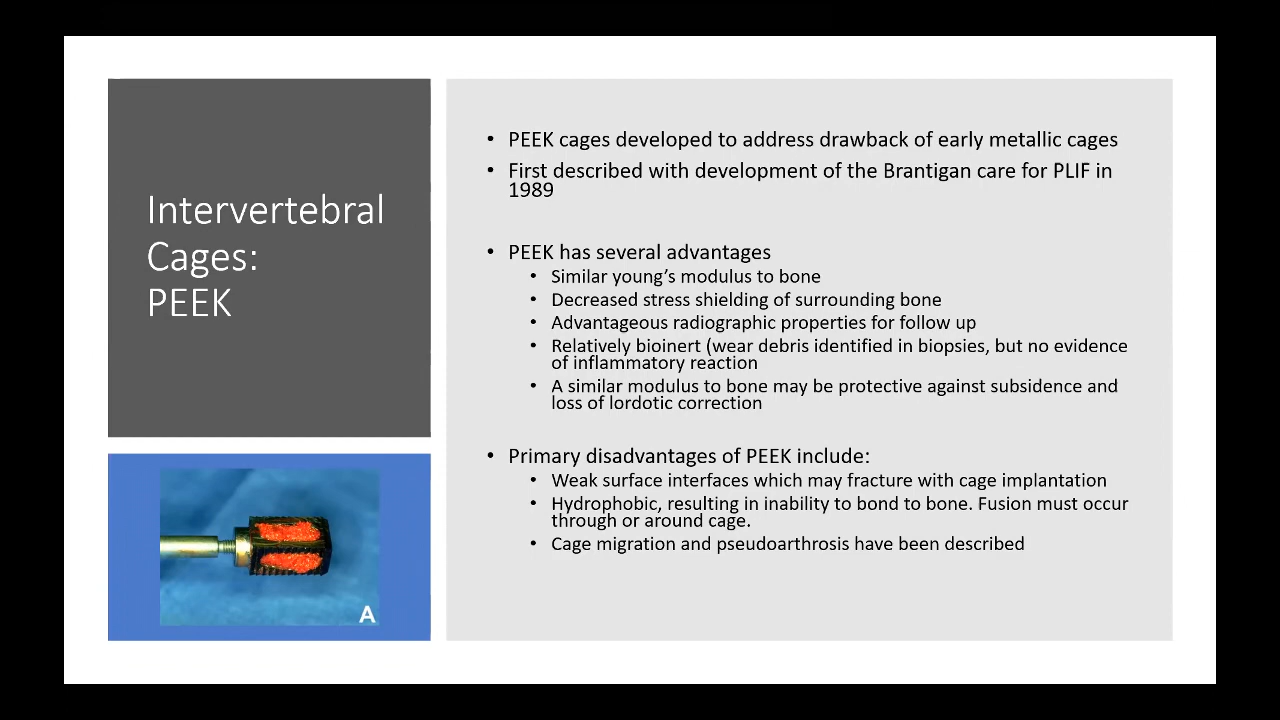 Intervertebral
Cages:
PEEK
• PEEK cages developed to address drawback of early metallic cages
• First described with development of the Brantigan care for PLIF in
1989
• PEEK has several advantages
• Similar young’s modulus to bone
• Decreased stress shielding of surrounding bone
• Advantageous radiographic properties for follow up
• Relatively bioinert (wear debris identified in biopsies, but no evidence
of inflammatory reaction
• A similar modulus to bone may be protective against subsidence and
loss of lordotic correction
• Primary disadvantages of PEEK include:
• Weak surface interfaces which may fracture with cage implantation
• Hydrophobic, resulting in inability to bond to bone. Fusion must occur
through or around cage.
• Cage migration and pseudoarthrosis have been described
A